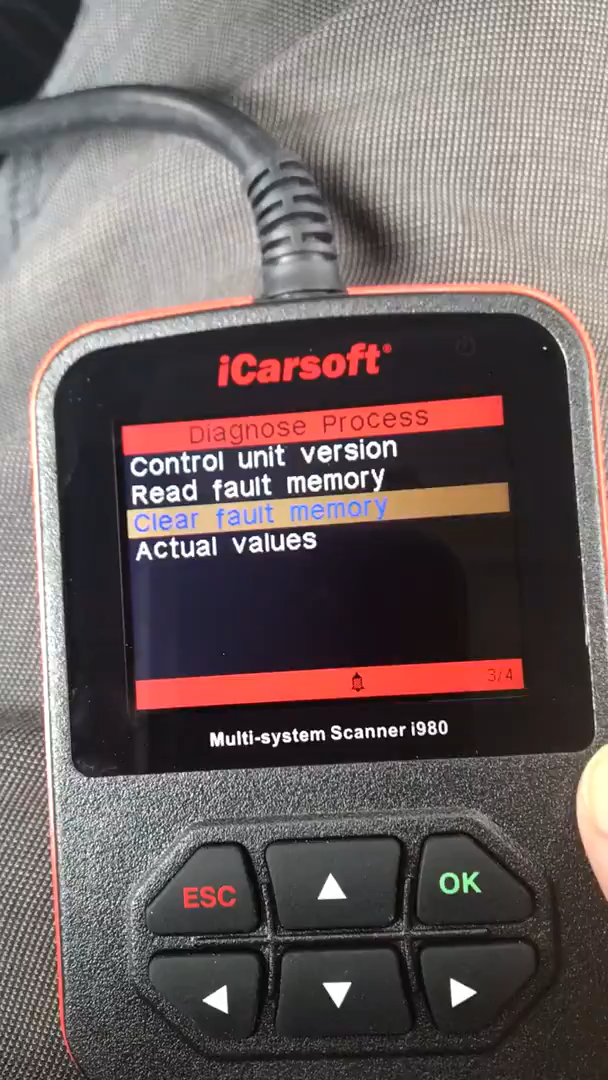 iCarsoft®
Diagnose Process
Control unit version
Read fault memory
Clear fault memory
Actual values
3/4
Multi-system Scanner i980
ESC
OK